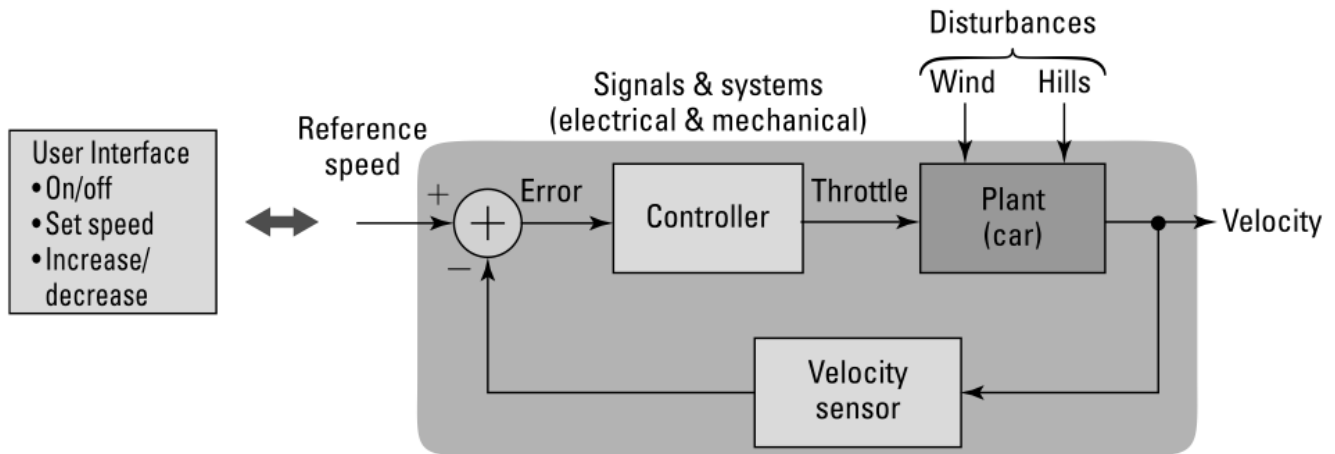 Disturbances
Wind Hills
Signals & systems
(electrical & mechanical)
Reference
speed
User Interface
• On/off
• Set speed
• Increase/
decrease
+
Error
+
−
Controller
Throttle
Plant
(car)
Velocity
Velocity
sensor